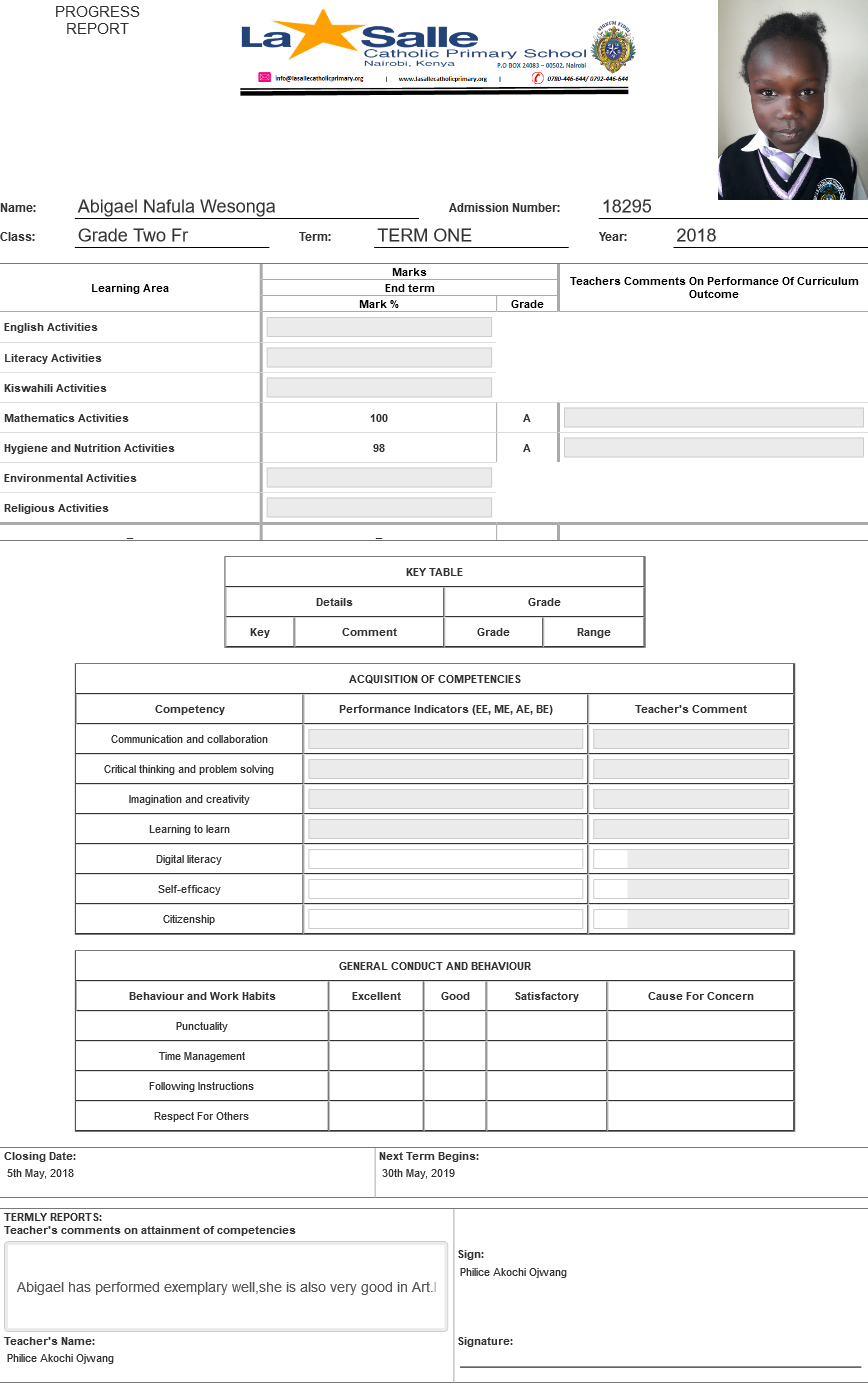 PROGRESS
REPORT
La Salle
Catholic Primary School
Nairobi, Kenya
P.O BOX 24083 – 00502, Nairobi
info@lasallecatholicprimary.org | www.lasallecatholicprimary.org | 0780-446-644/ 0792-446-644
Name: Abigael Nafula Wesonga Admission Number: 18295
Class: Grade Two Fr Term: TERM ONE Year: 2018
Learning Area Marks Teachers Comments On Performance Of Curriculum Outcome
End term
Mark % Grade
English Activities
Literacy Activities
Kiswahili Activities
Mathematics Activities 100 A
Hygiene and Nutrition Activities 98 A
Environmental Activities
Religious Activities
– –
KEY TABLE
Details Grade
Key Comment Grade Range
ACQUISITION OF COMPETENCIES
Competency Performance Indicators (EE, ME, AE, BE) Teacher's Comment
Communication and collaboration
Critical thinking and problem solving
Imagination and creativity
Learning to learn
Digital literacy
Self-efficacy
Citizenship
GENERAL CONDUCT AND BEHAVIOUR
Behaviour and Work Habits Excellent Good Satisfactory Cause For Concern
Punctuality
Time Management
Following Instructions
Respect For Others
Closing Date: Next Term Begins:
5th May, 2018 30th May, 2019
TERMLY REPORTS:
Teacher's comments on attainment of competencies
Abigael has performed exemplary well,she is also very good in Art.
Sign:
Philice Akochi Ojwang
Teacher's Name: Signature:
Philice Akochi Ojwang